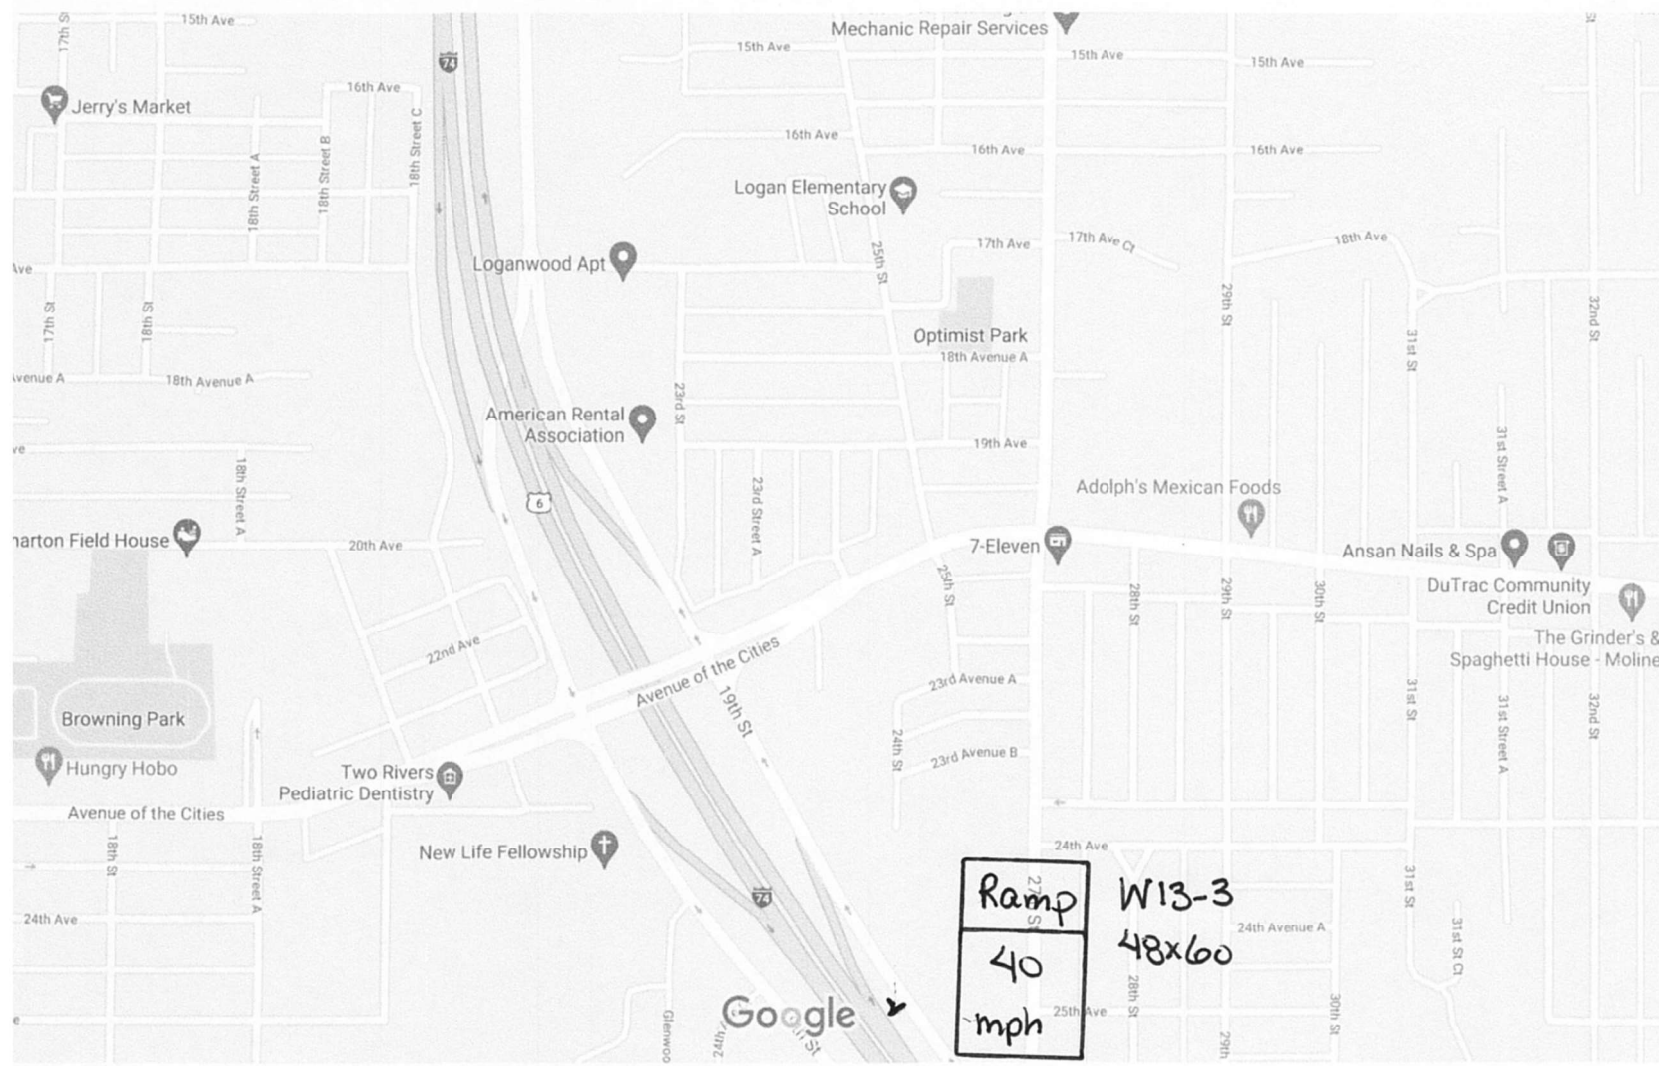 15th Ave
17th S
Mechanic Repair Services
15th Ave
15th Ave
15th Ave
74
Jerry's Market
16th Ave
18th Street C
18th Street B
18th Street A
16th Ave
16th Ave
16th Ave
Logan Elementary
School
17th Ave
17th Ave Ct
18th Ave
25th St
Loganwood Apt
Ave
17th St
18th St
29th St
32nd St
31st St
Optimist Park
18th Avenue A
venue A
18th Avenue A
23rd St
American Rental
Association
19th Ave
31st Street A
18th Street A
23rd Street A
6
Adolph's Mexican Foods
arton Field House
20th Ave
7-Eleven
Ansan Nails & Spa
DuTrac Community
Credit Union
25th St
28th St
29th St
30th St
The Grinder's &
Spaghetti House - Moline
22nd Ave
Avenue of the Cities
19th St
23rd Avenue A
24th St
23rd Avenue B
31st St
31st Street A
32nd St
Browning Park
Hungry Hobo
Two Rivers
Pediatric Dentistry
Avenue of the Cities
18th St
18th Street A
New Life Fellowship
24th Ave
24th Ave
74
31st St
Ramp
40
mph
W13-3
48x60
27 S
24th Avenue A
31st St Ct
28th St
25th Ave
30th St
29th
Google
Glenwoo
24th
St